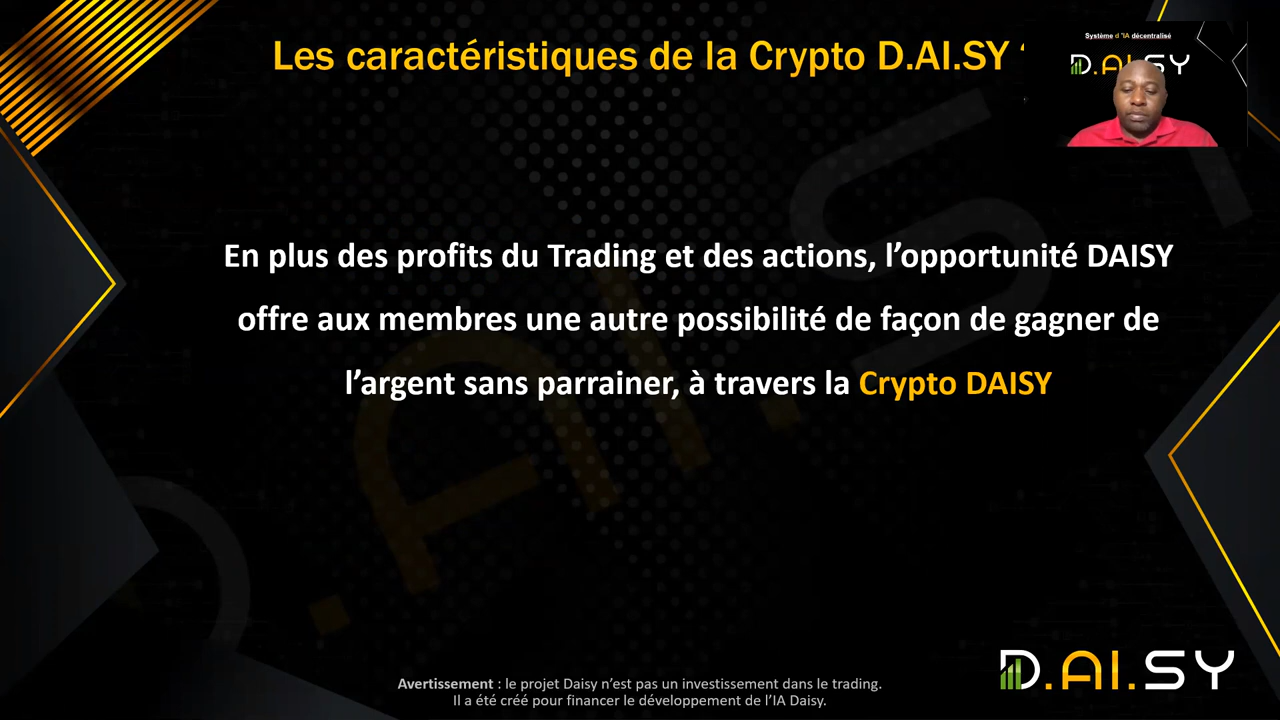 Les caractéristiques de la Crypto D.AI.SY
Système d'IA décentralisé
D.AI.SY
En plus des profits du Trading et des actions, l’opportunité DAISY
offre aux membres une autre possibilité de façon de gagner de
l’argent sans parrainer, à travers la Crypto DAISY
Avertissement : le projet Daisy n’est pas un investissement dans le trading.
Il a été créé pour financer le développement de l’IA Daisy.
D.AI.SY